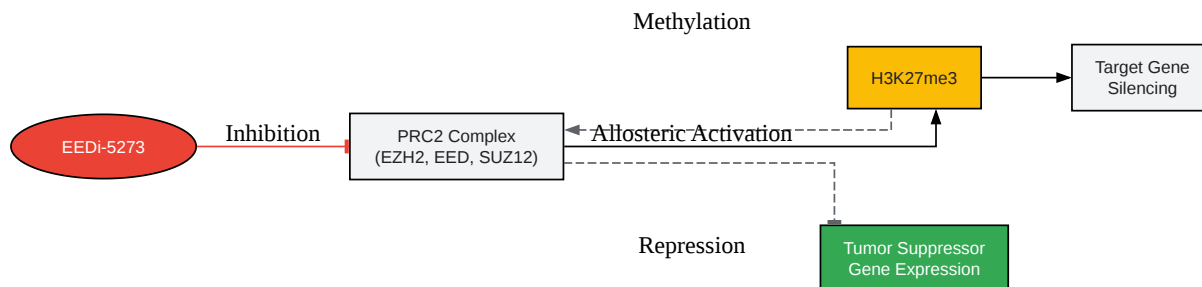 Methylation
H3K27me3
Target Gene
Silencing
EEDi-5273
Inhibition
PRC2 Complex
(EZH2, EED, SUZ12)
Allosteric Activation
Repression
Tumor Suppressor
Gene Expression